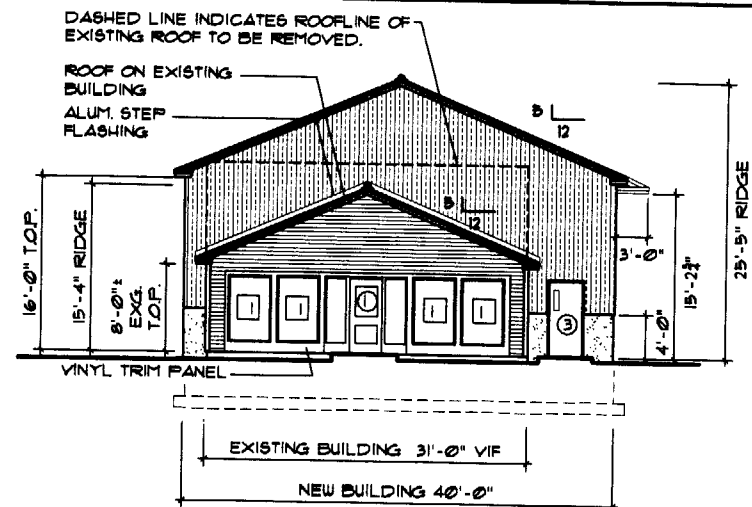 DASHED LINE INDICATES ROOFLINE OF
EXISTING ROOF TO BE REMOVED.
ROOF ON EXISTING
BUILDING
ALUM. STEP
FLASHING
5
12
5
12
16'-0" T.O.P.
15'-4" RIDGE
8'-0"±
EXG.
T.O.P.
3'-0"
4'-0"
15'-2 3/4"
25'-5" RIDGE
1
1
1
1
1
3
VINYL TRIM PANEL
EXISTING BUILDING 31'-0" VIF
NEW BUILDING 40'-0"